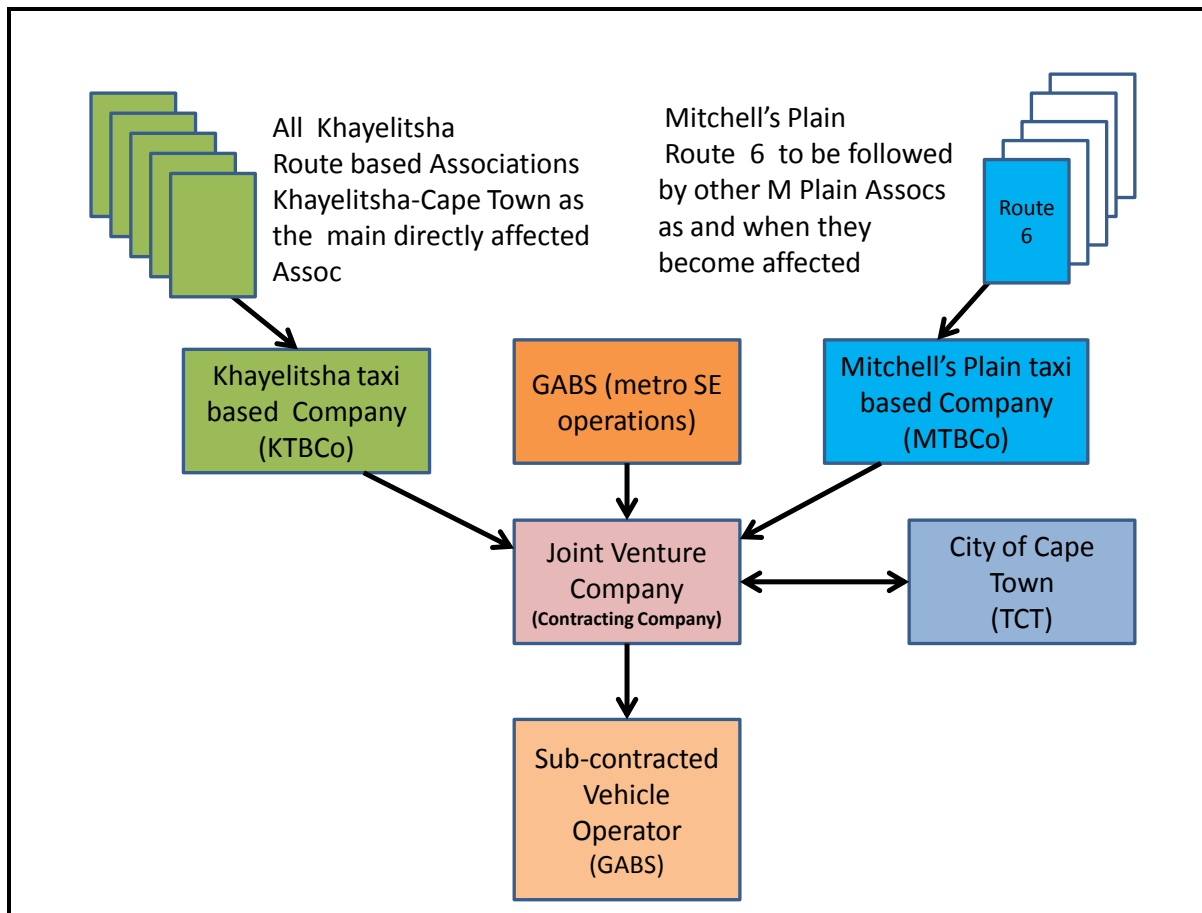 All Khayelitsha
Route based Associations
Khayelitsha-Cape Town as
the main directly affected
Assoc
Mitchell's Plain
Route 6 to be followed
by other M Plain Assocs
as and when they
become affected
Route
6
Khayelitsha taxi
based Company
(KTBCo)
GABS (metro SE
operations)
Mitchell's Plain taxi
based Company
(MTBCo)
Joint Venture
Company
(Contracting Company)
City of Cape
Town
(TCT)
Sub-contracted
Vehicle
Operator
(GABS)